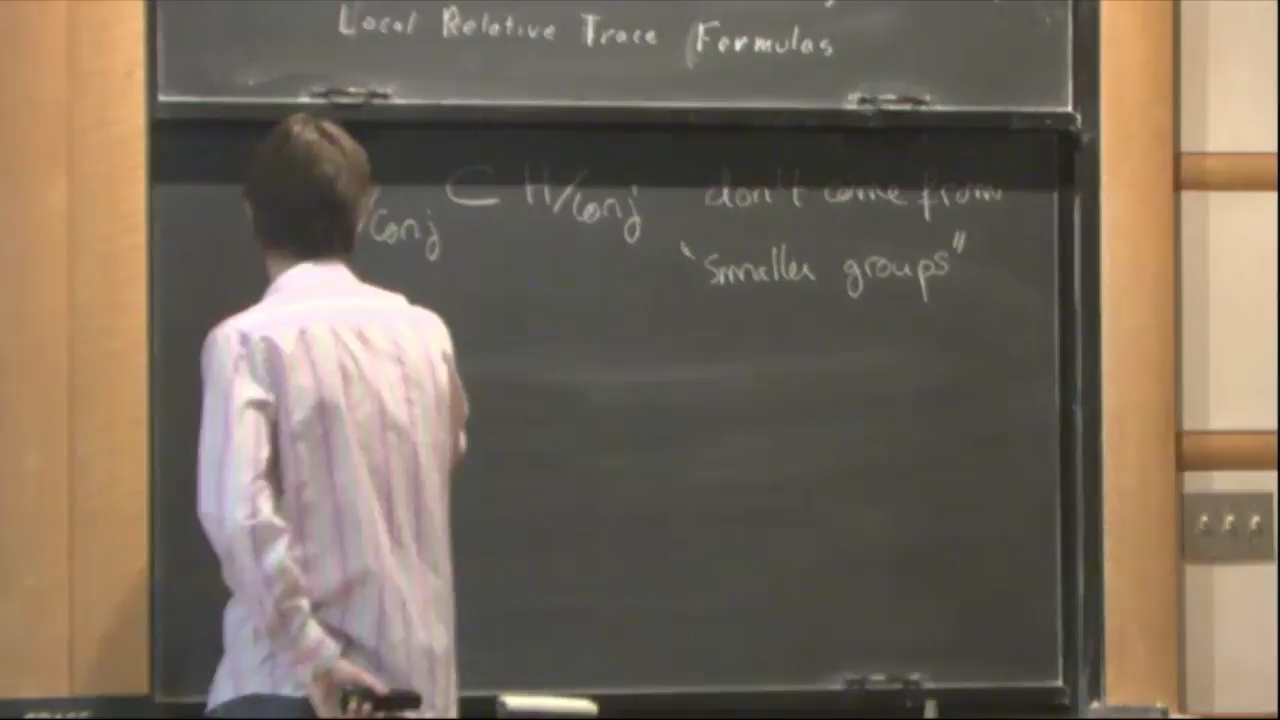 Local Relative Trace Formulas
/conj ⊂ H/conj don't come from
"smaller groups"